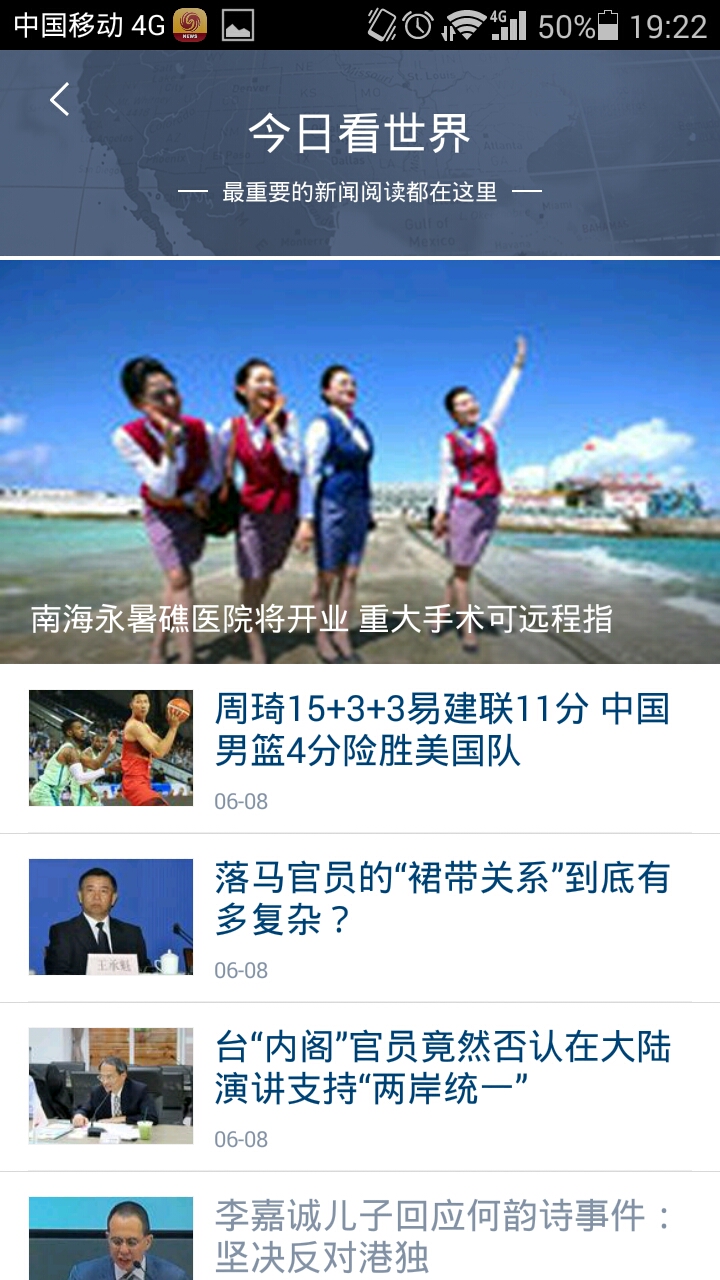 中国移动 4G
NEWS
4G
50%
19:22
今日看世界
最重要的新闻阅读都在这里
南海永暑礁医院将开业 重大手术可远程指
周琦15+3+3易建联11分 中国
男篮4分险胜美国队
06-08
落马官员的“裙带关系”到底有
多复杂？
王承魁
06-08
台“内阁”官员竟然否认在大陆
演讲支持“两岸统一”
06-08
李嘉诚儿子回应何韵诗事件：
坚决反对港独